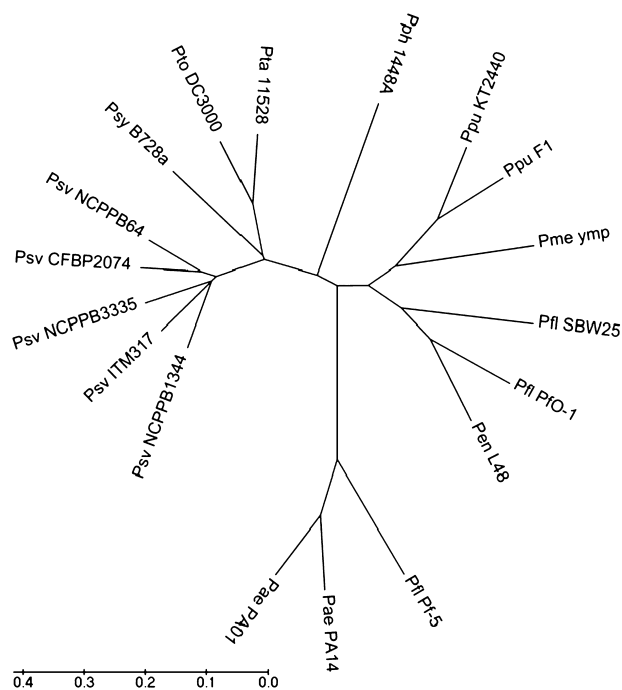 Pph 1448A
Pta 11528
Pto DC3000
Ppu KT2440
Psy B728a
Ppu F1
Psv NCPPB64
Pme ymp
Psv CFBP2074
Psv NCPPB3335
Pfl SBW25
Psv ITM317
Pfl PfO-1
Psv NCPPB1344
Pen L48
Pae PA01
Pae PA14
Pfl Pf-5
0.4 0.3 0.2 0.1 0.0